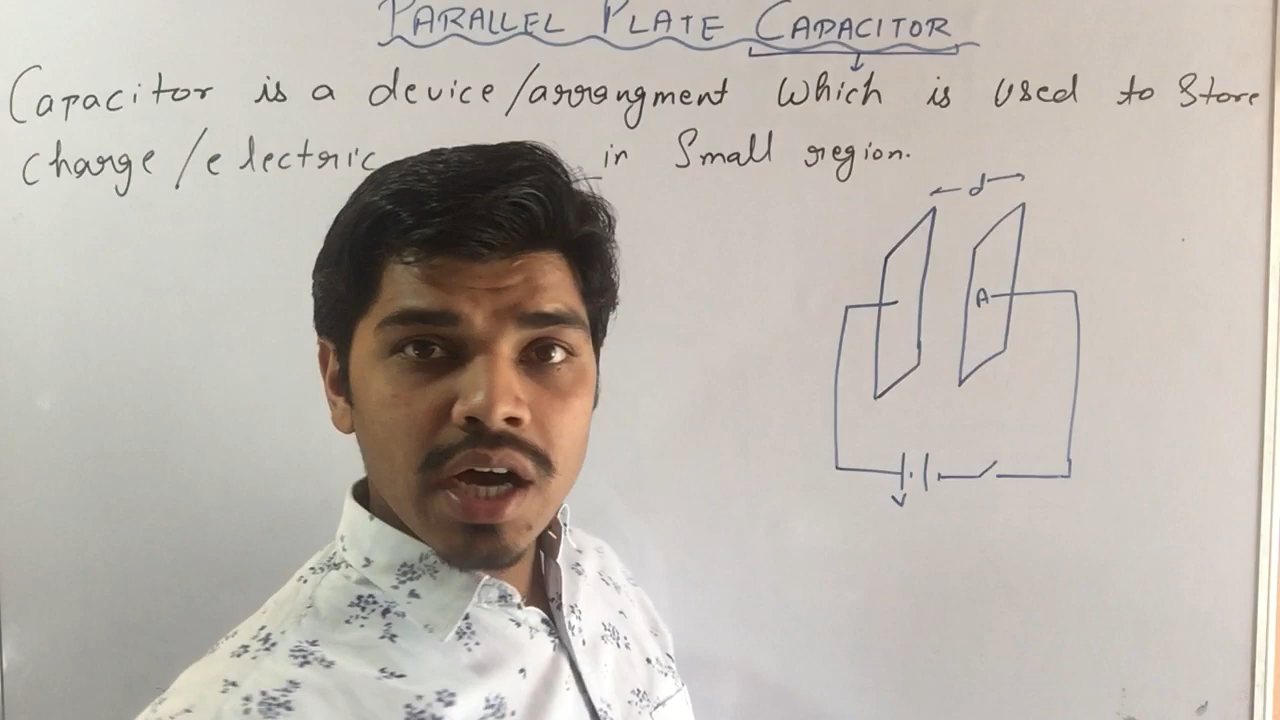 PARALLEL PLATE CAPACITOR
Capacitor is a device/arrangment which is used to store
charge/electric in small region.
d
A